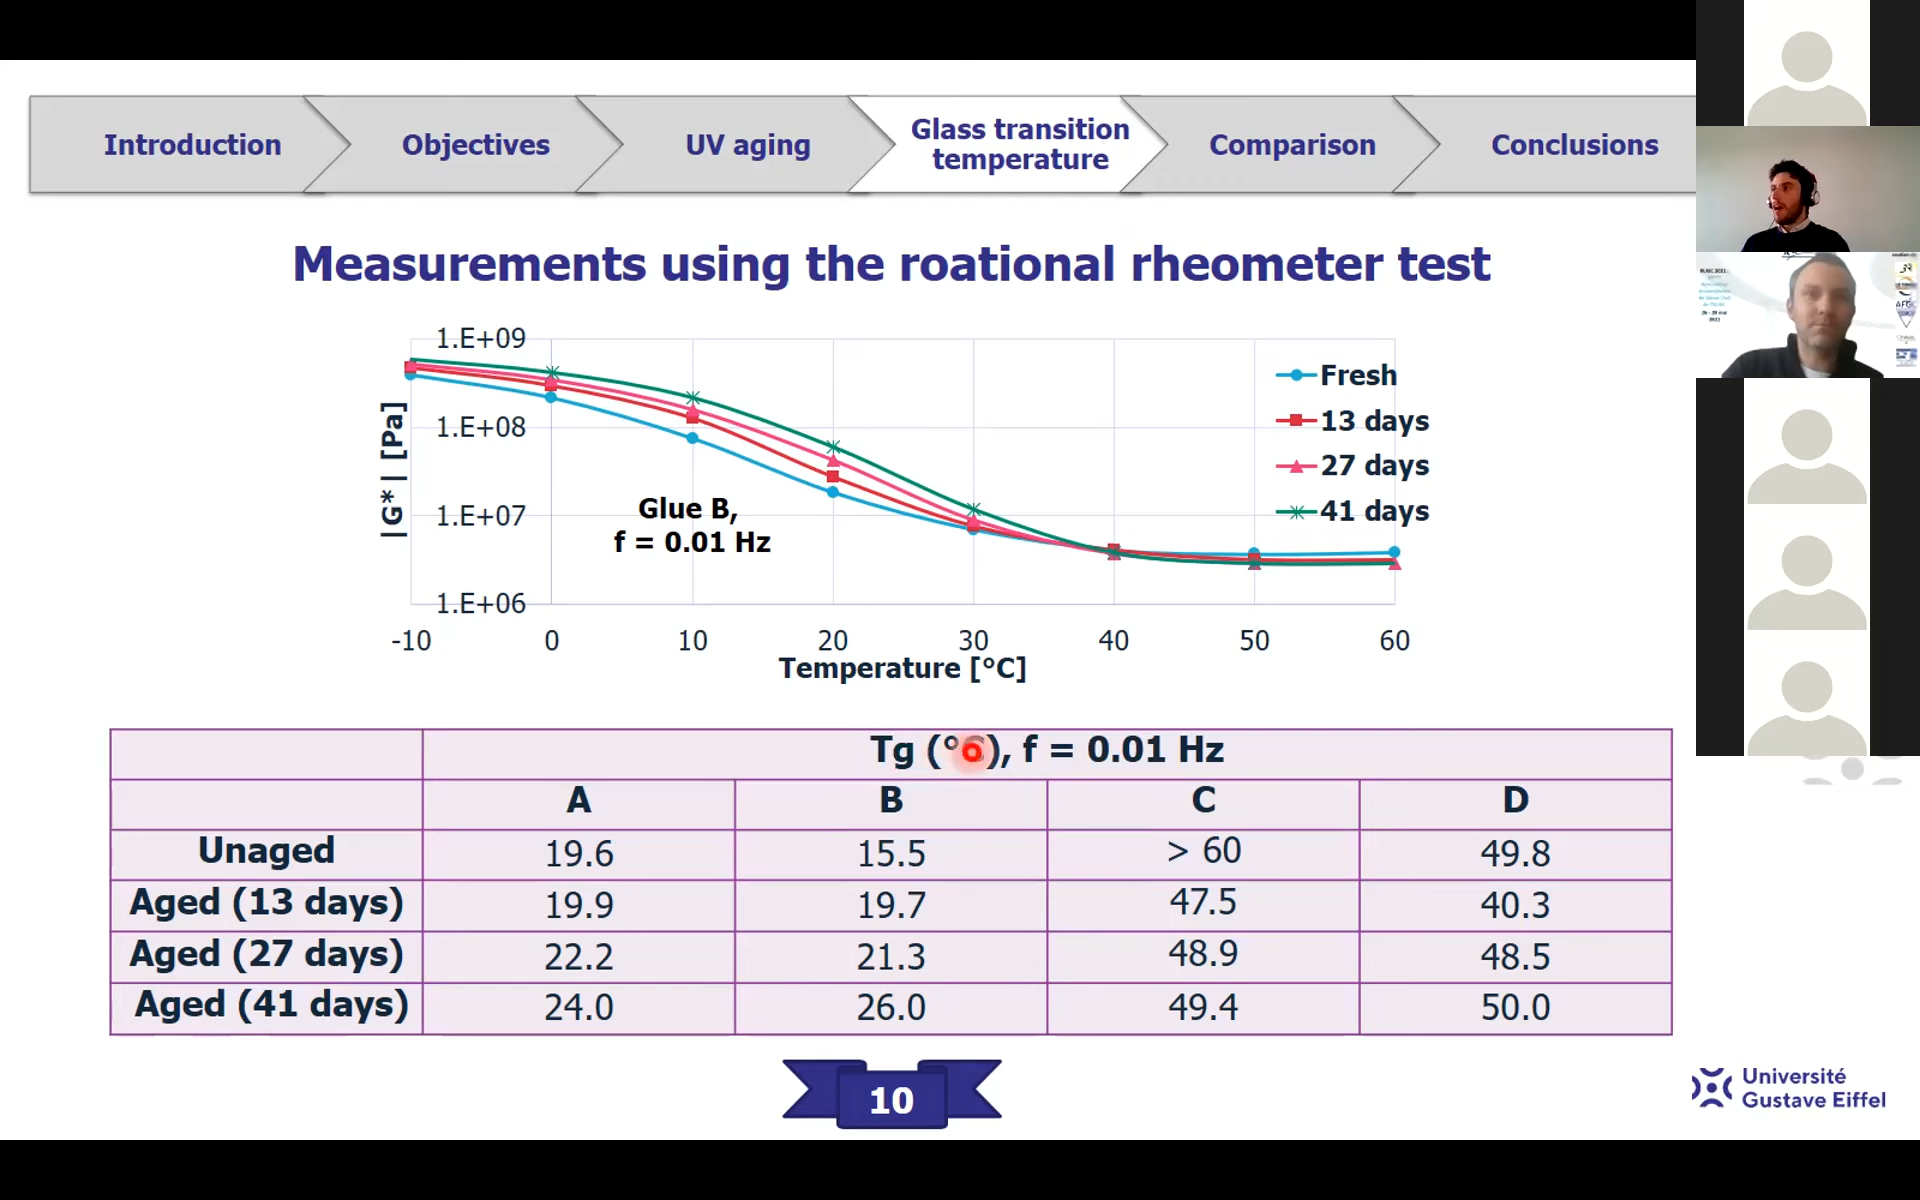 Introduction
Objectives
UV aging
Glass transition
temperature
Comparison
Conclusions
Measurements using the roational rheometer test
1.E+09
1.E+08
1.E+07
1.E+06
|G*| [Pa]
Fresh
13 days
27 days
41 days
Glue B,
f = 0.01 Hz
-10 0 10 20 30 40 50 60
Temperature [°C]
Tg (°C), f = 0.01 Hz
A B C D
Unaged 19.6 15.5 > 60 49.8
Aged (13 days) 19.9 19.7 47.5 40.3
Aged (27 days) 22.2 21.3 48.9 48.5
Aged (41 days) 24.0 26.0 49.4 50.0
10
Université
Gustave Eiffel
AFGC